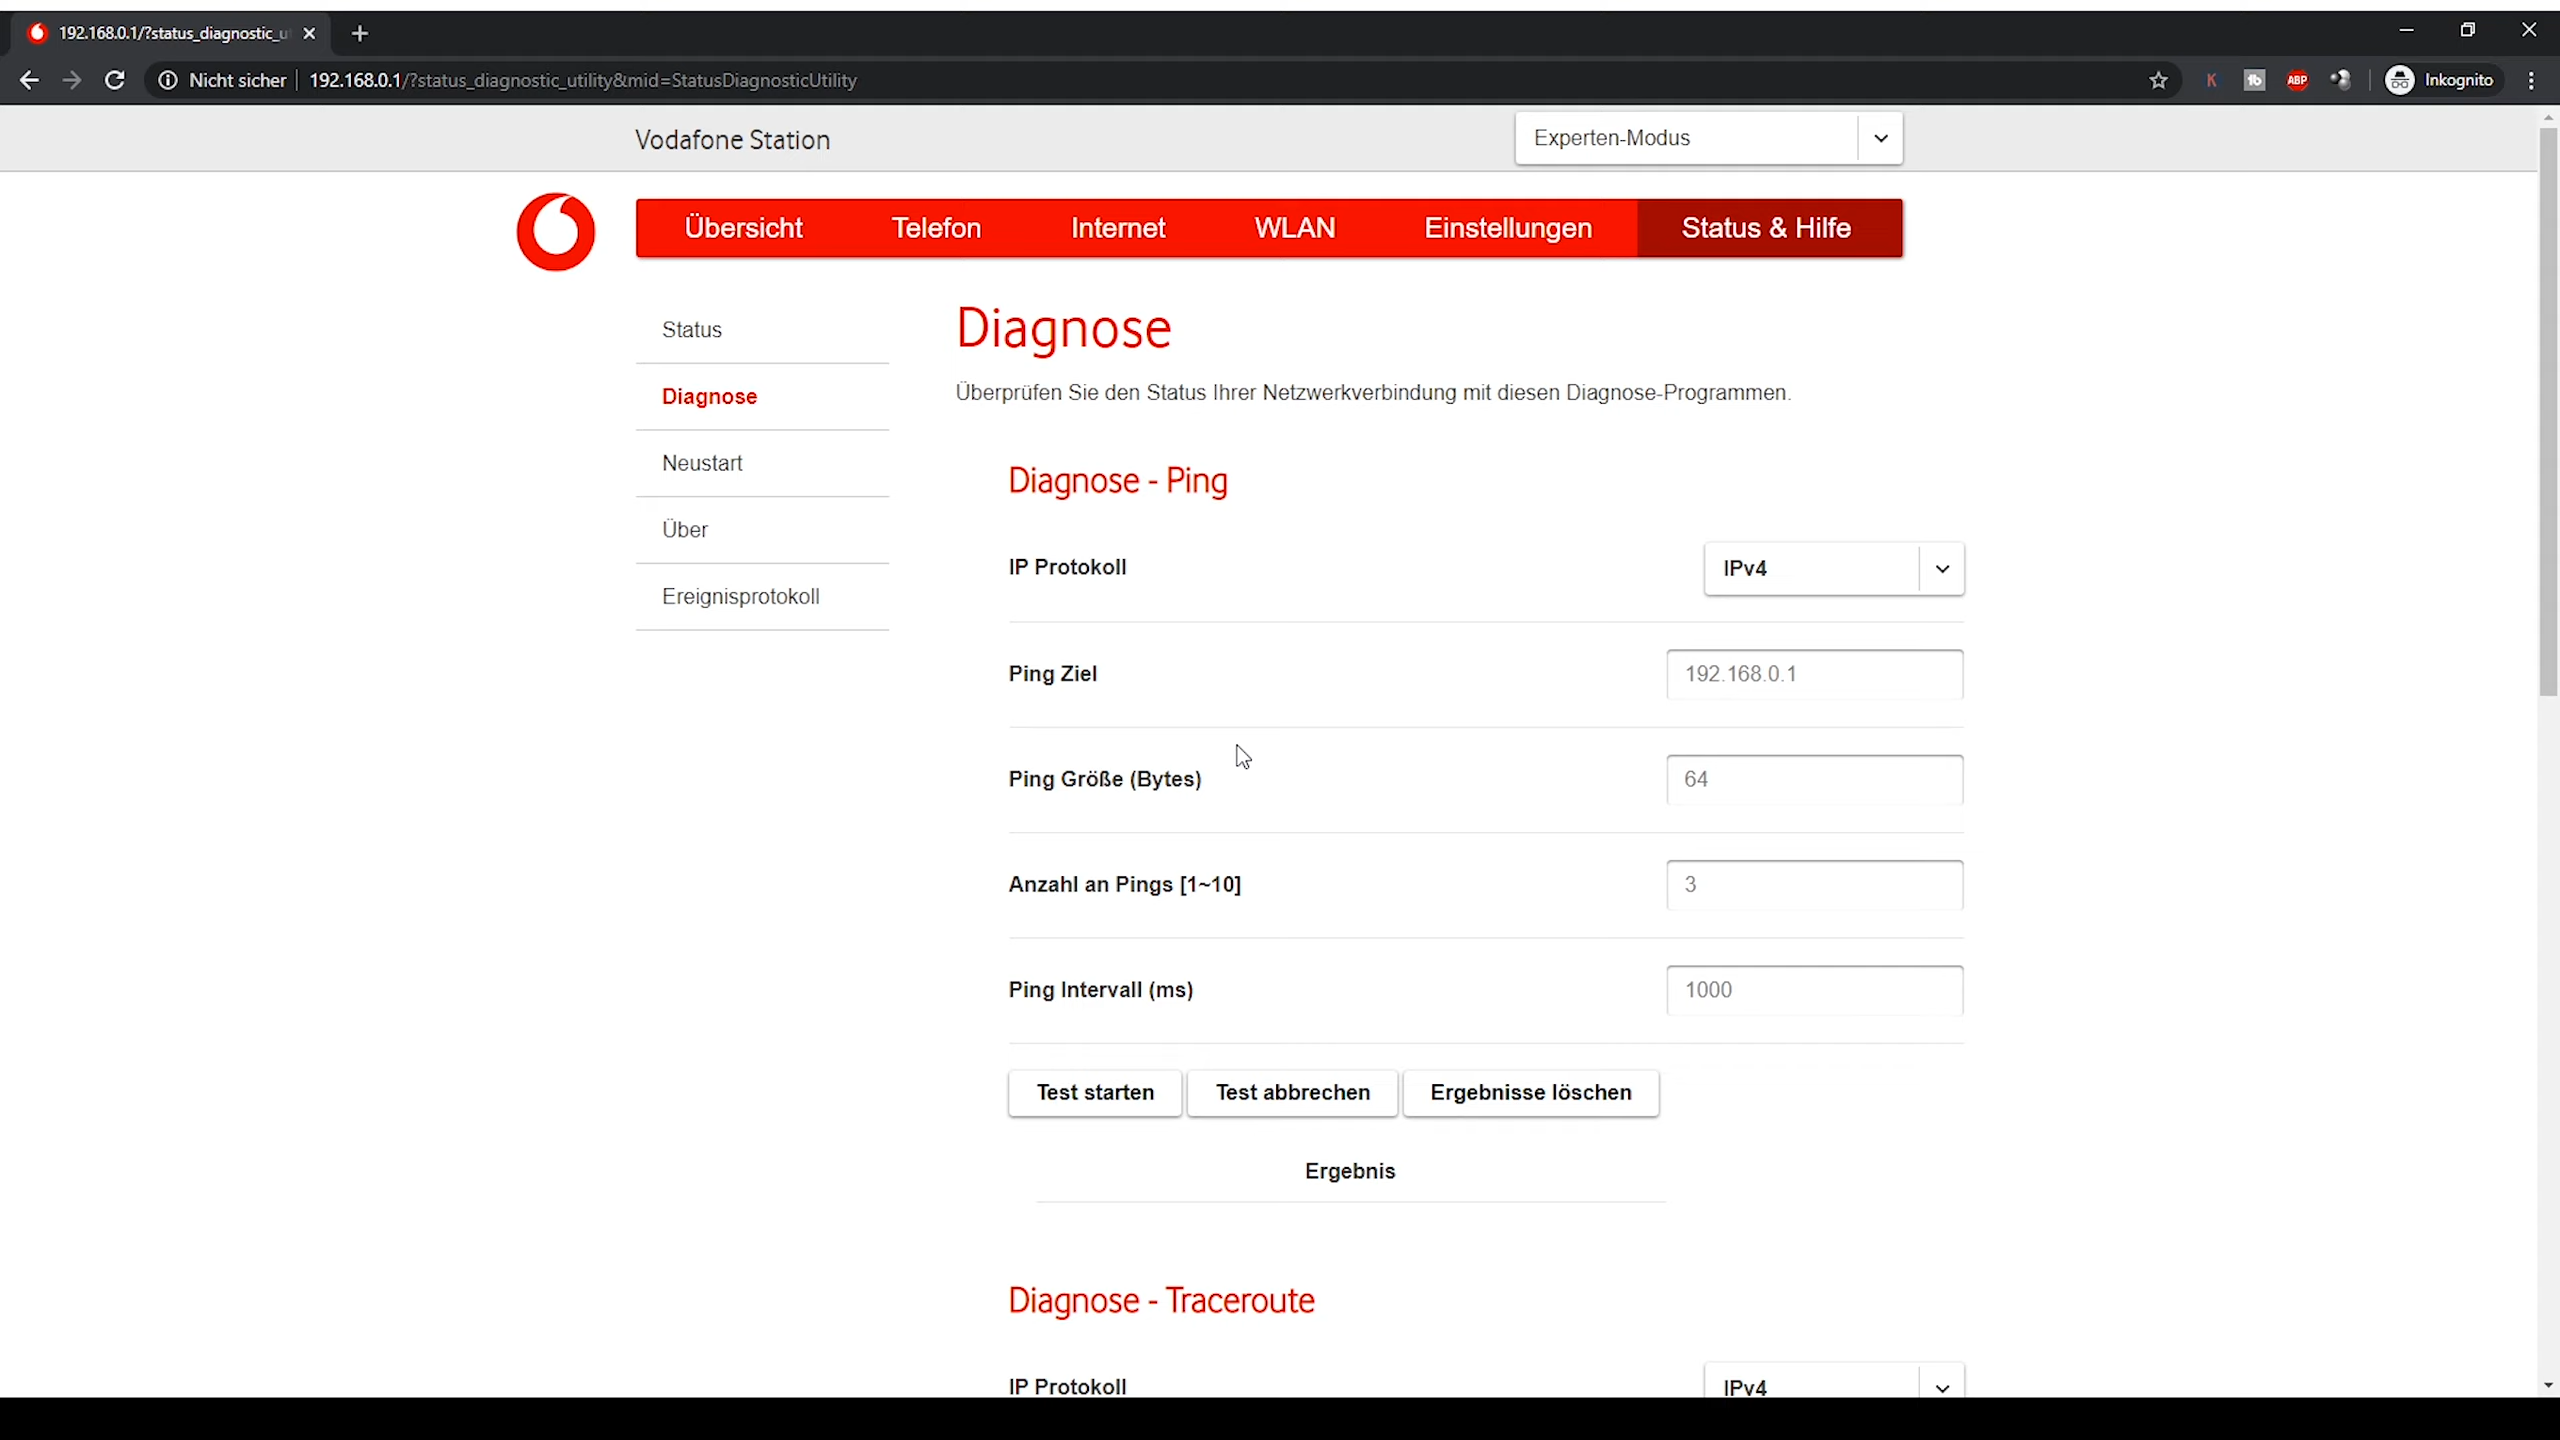 192.168.0.1/?status_diagnostic_u
Nicht sicher
192.168.0.1/?status_diagnostic_utility&mid=StatusDiagnosticUtility
K
tb
ABP
Inkognito
Vodafone Station
Experten-Modus
Übersicht
Telefon
Internet
WLAN
Einstellungen
Status & Hilfe
Status
Diagnose
Neustart
Über
Ereignisprotokoll
Diagnose
Überprüfen Sie den Status Ihrer Netzwerkverbindung mit diesen Diagnose-Programmen.
Diagnose - Ping
IP Protokoll
IPv4
Ping Ziel
192.168.0.1
Ping Größe (Bytes)
64
Anzahl an Pings [1~10]
3
Ping Intervall (ms)
1000
Test starten
Test abbrechen
Ergebnisse löschen
Ergebnis
Diagnose - Traceroute
IP Protokoll
IPv4